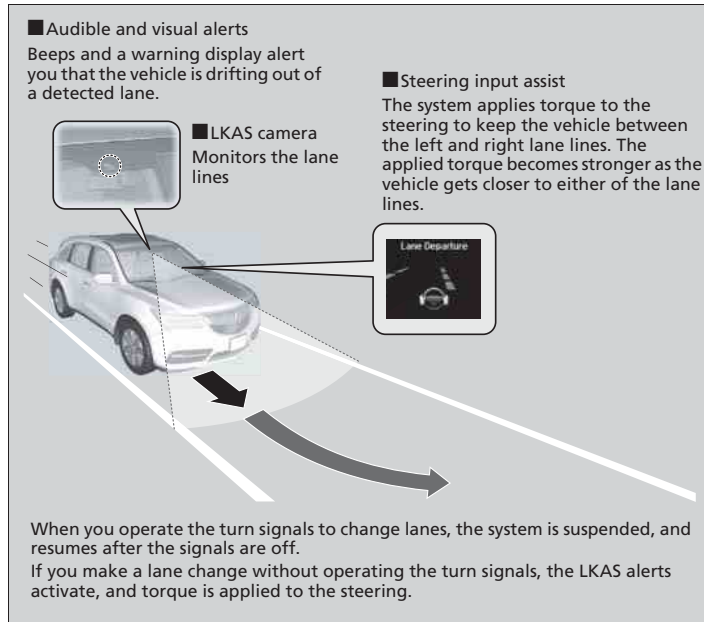 ■Audible and visual alerts
Beeps and a warning display alert
you that the vehicle is drifting out of
a detected lane.
■LKAS camera
Monitors the lane
lines
■Steering input assist
The system applies torque to the
steering to keep the vehicle between
the left and right lane lines. The
applied torque becomes stronger as the
vehicle gets closer to either of the lane
lines.
Lane Departure
When you operate the turn signals to change lanes, the system is suspended, and
resumes after the signals are off.
If you make a lane change without operating the turn signals, the LKAS alerts
activate, and torque is applied to the steering.